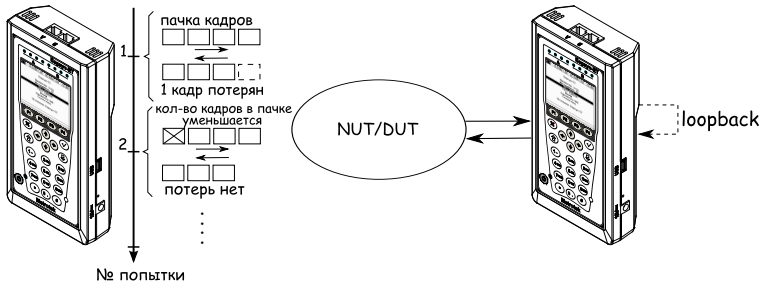 пачка кадров
1
1 кадр потерян
кол-во кадров в пачке
уменьшается
2
потерь нет
№ попытки
NUT/DUT
loopback